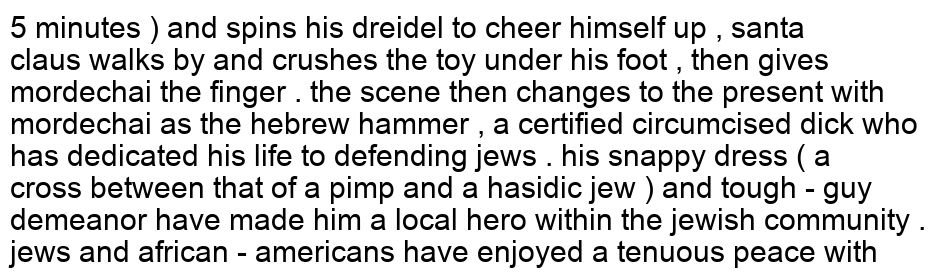 5 minutes ) and spins his dreidel to cheer himself up , santa
claus walks by and crushes the toy under his foot , then gives
mordechai the finger . the scene then changes to the present with
mordechai as the hebrew hammer , a certified circumcised dick who
has dedicated his life to defending jews . his snappy dress ( a
cross between that of a pimp and a hasidic jew ) and tough - guy
demeanor have made him a local hero within the jewish community .
jews and african - americans have enjoyed a tenuous peace with